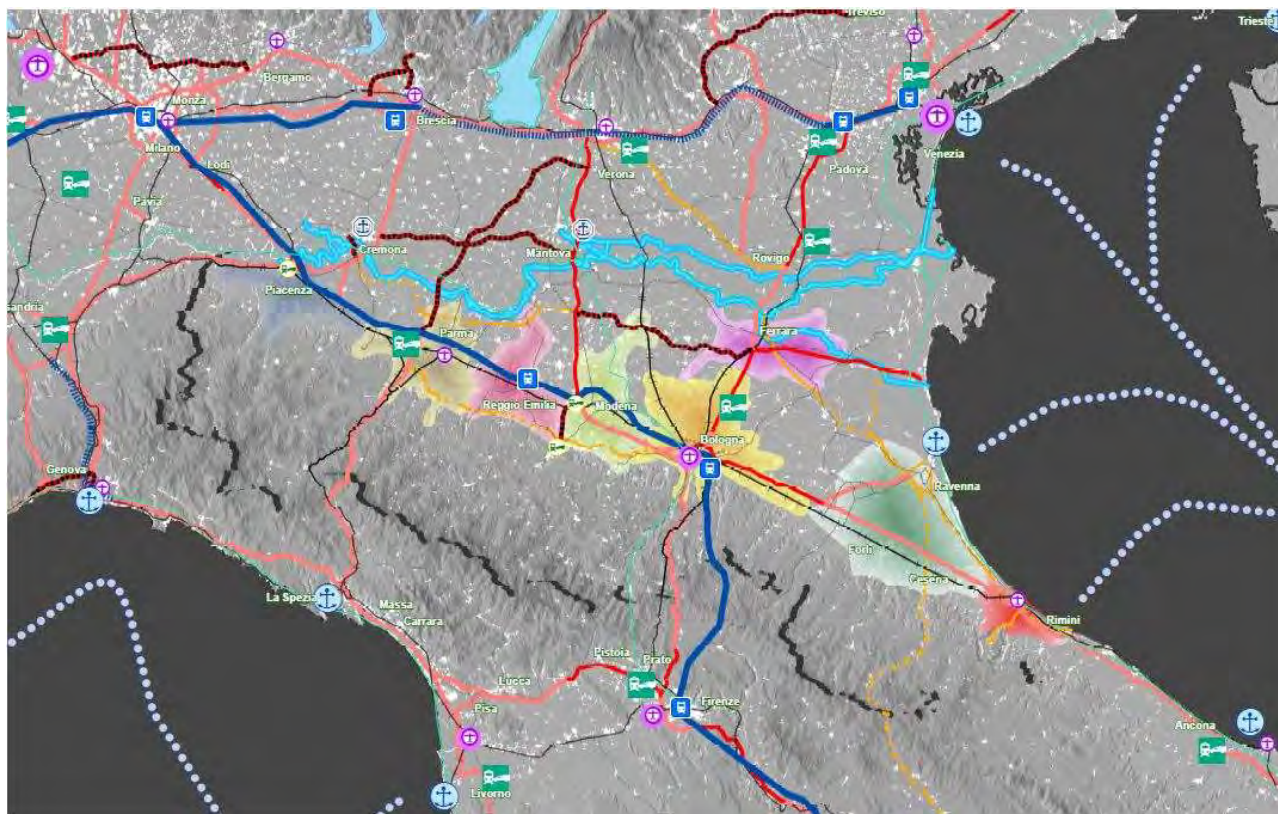 Treviso
Trieste
Bergamo
Monza
Brescia
Milano
Venezia
Verona
Padova
Lodi
Pavia
Cremona
Mantova
Rovigo
Piacenza
sandria
Parma
Ferrara
Reggio Emilia
Modena
Bologna
Genova
Ravenna
Forlì
Cesena
La Spezia
Massa
Carrara
Rimini
Pistoia
Prato
Lucca
Firenze
Pisa
Ancona
Livorno